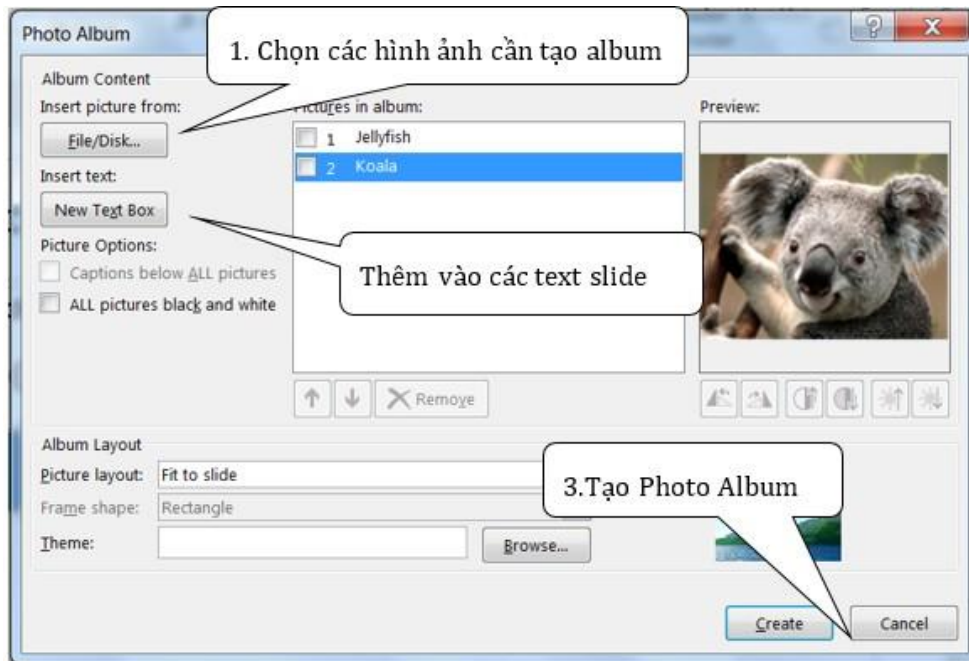 Photo Album
1. Chọn các hình ảnh cần tạo album
Album Content
Insert picture from:
Pictures in album:
Preview:
File/Disk...
1 Jellyfish
2 Koala
Insert text:
New Text Box
Picture Options:
Captions below ALL pictures
Thêm vào các text slide
ALL pictures black and white
Remove
Album Layout
Picture layout: Fit to slide
3.Tạo Photo Album
Frame shape: Rectangle
Theme:
Browse...
Create
Cancel